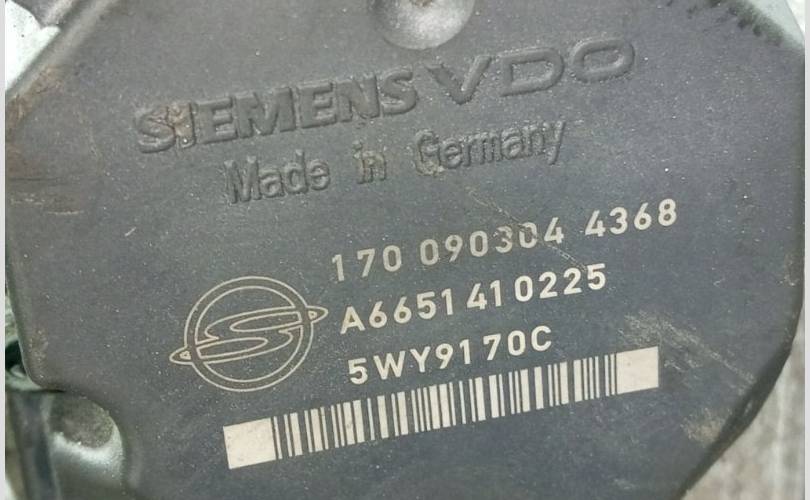 SIEMENS VDO
Made in Germany
170 090304 4368
A6651410225
5WY9170C